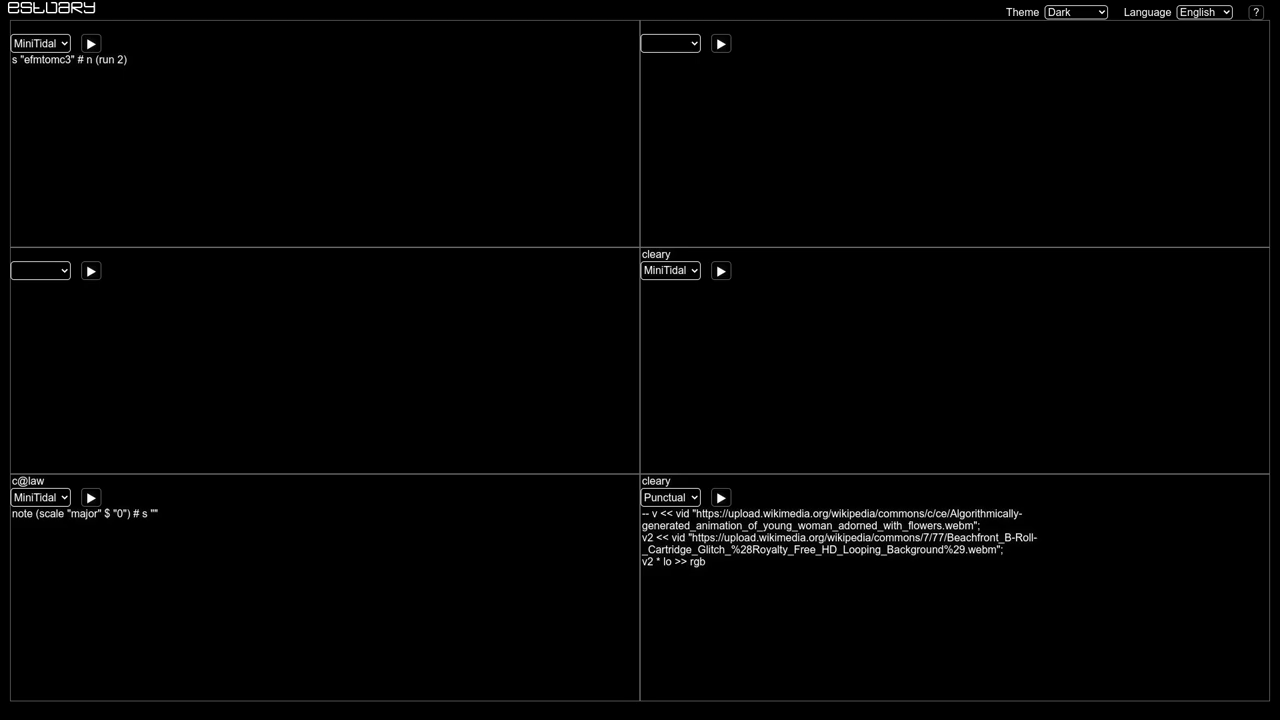 estuary
Theme Dark Language English ?
MiniTidal
s "efmtomc3" # n (run 2)
cleary
MiniTidal
c@law
MiniTidal
note (scale "major" $ "0") # s ""
cleary
Punctual
-- v << vid "https://upload.wikimedia.org/wikipedia/commons/c/ce/Algorithmically-
generated_animation_of_young_woman_adorned_with_flowers.webm";
v2 << vid "https://upload.wikimedia.org/wikipedia/commons/7/77/Beachfront_B-Roll-
_Cartridge_Glitch_%28Royalty_Free_HD_Looping_Background%29.webm";
v2 * lo >> rgb